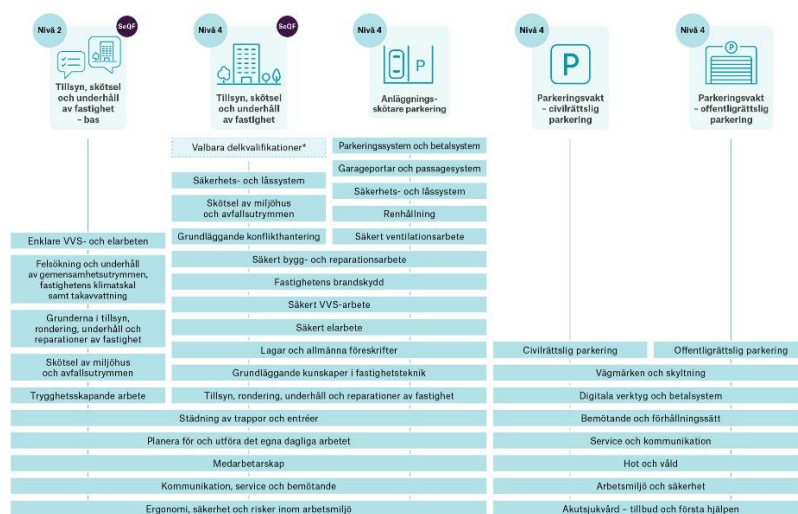 Nivå 2
SeQF
Tillsyn, skötsel
och underhåll
av fastighet
– bas
Nivå 4
SeQF
Tillsyn, skötsel
och underhåll
av fastighet
Nivå 4
P
Anläggnings-
skötare parkering
Nivå 4
P
Parkeringsvakt
– civilrättslig
parkering
Nivå 4
P
Parkeringsvakt
– offentligrättslig
parkering
Valbara delkvalifikationer*
Parkeringssystem och betalsystem
Garageportar och passagesystem
Säkerhets- och låssystem
Säkerhets- och låssystem
Skötsel av miljöhus
och avfallsutrymmen
Renhållning
Grundläggande konflikthantering
Säkert ventilationsarbete
Enklare VVS- och elarbeten
Säkert bygg- och reparationsarbete
Felsökning och underhåll
av gemensamhetsutrymmen,
fastighetens klimatskal
samt takavvattning
Fastighetens brandskydd
Säkert VVS-arbete
Grunderna i tillsyn,
rondering, underhåll och
reparationer av fastighet
Säkert elarbete
Lagar och allmänna föreskrifter
Civilrättslig parkering
Offentligrättslig parkering
Skötsel av miljöhus
och avfallsutrymmen
Grundläggande kunskaper i fastighetsteknik
Vägmärken och skyltning
Trygghetsskapande arbete
Tillsyn, rondering, underhåll och reparationer av fastighet
Digitala verktyg och betalsystem
Städning av trappor och entréer
Bemötande och förhållningssätt
Planera för och utföra det egna dagliga arbetet
Service och kommunikation
Medarbetarskap
Hot och våld
Kommunikation, service och bemötande
Arbetsmiljö och säkerhet
Ergonomi, säkerhet och risker inom arbetsmiljö
Akutsjukvård – tillbud och första hjälpen